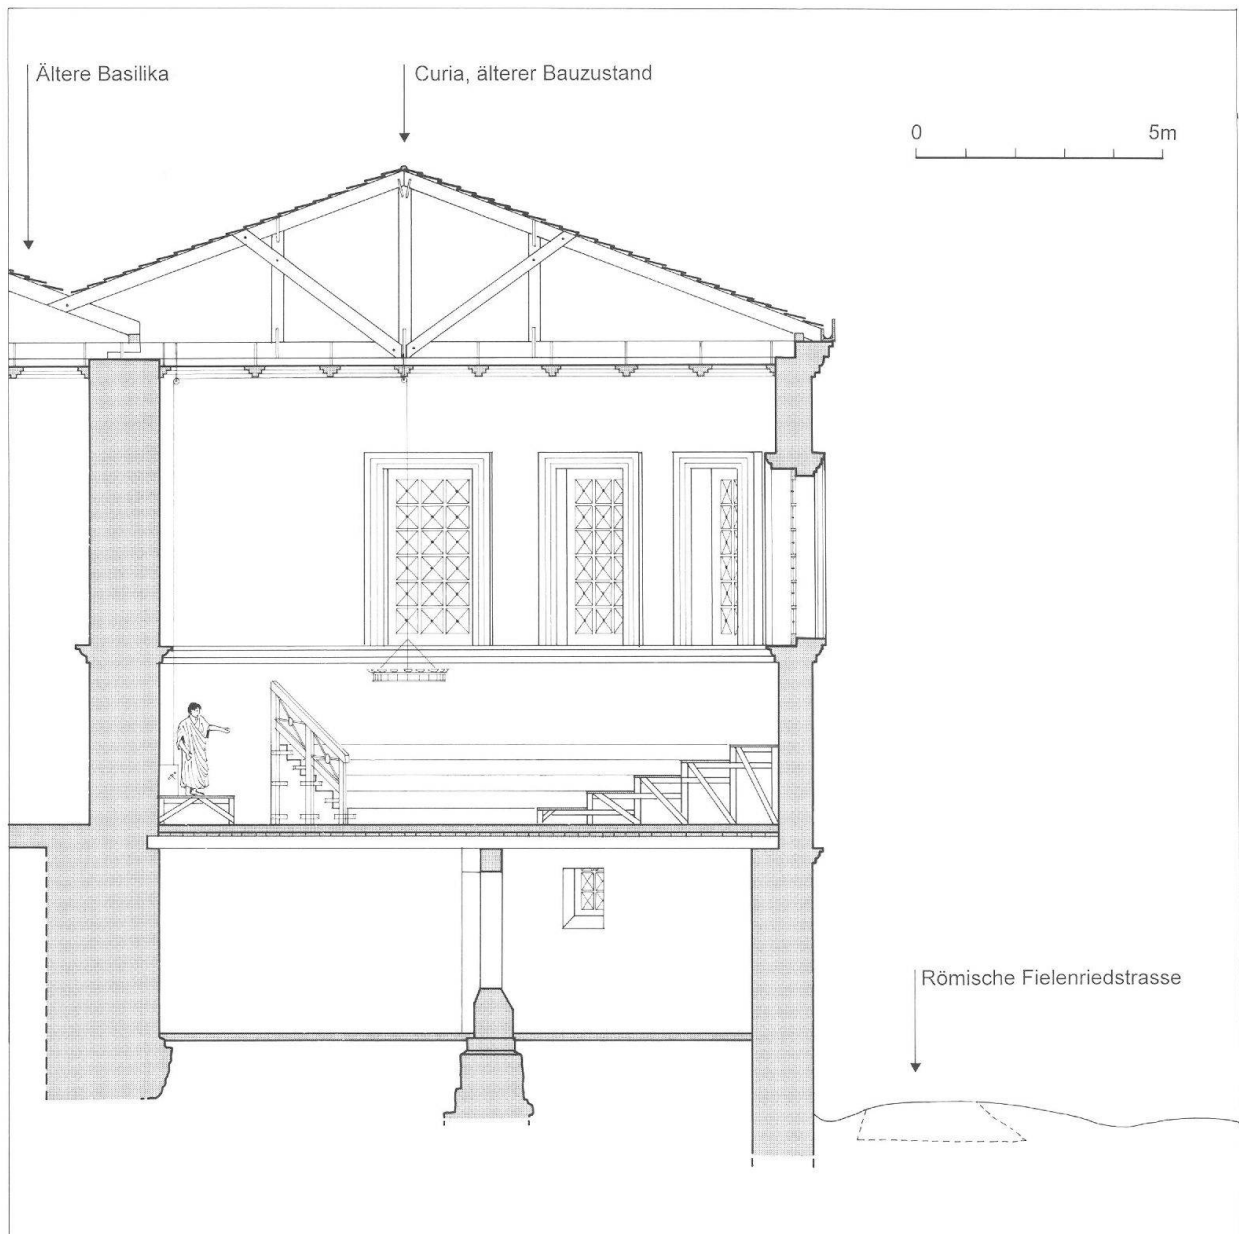 Ältere Basilika
Curia, älterer Bauzustand
0 5m
Römische Fielenriedstrasse